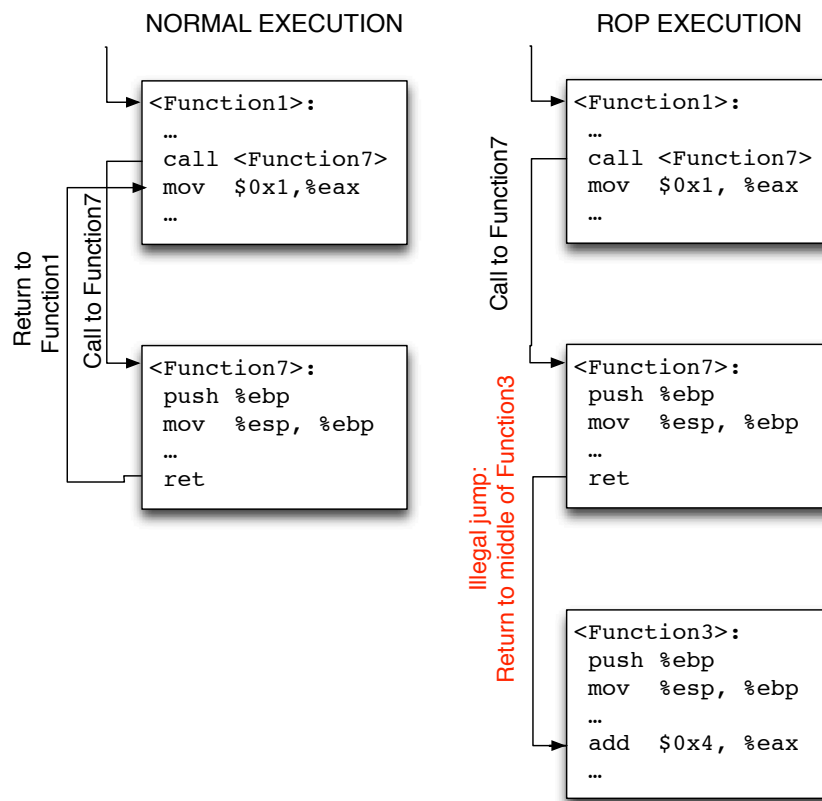 NORMAL EXECUTION
<Function1>:
…
call <Function7>
mov $0x1,%eax
…
Return to
Function1
Call to Function7
<Function7>:
push %ebp
mov %esp, %ebp
…
ret
ROP EXECUTION
<Function1>:
…
call <Function7>
mov $0x1, %eax
…
Call to Function7
<Function7>:
push %ebp
mov %esp, %ebp
…
ret
Illegal jump:
Return to middle of Function3
<Function3>:
push %ebp
mov %esp, %ebp
…
add $0x4, %eax
…